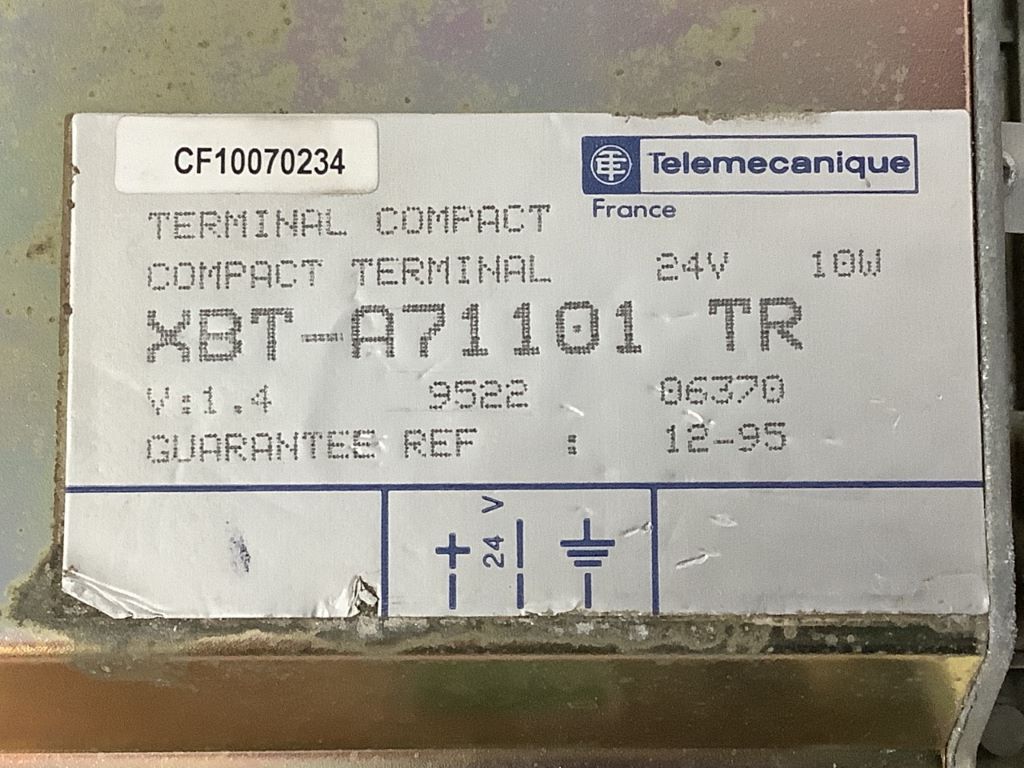 CF10070234
Telemecanique
France
TERMINAL COMPACT
COMPACT TERMINAL 24V 10W
XBT-A71101 TR
V:1.4 9522 06370
GUARANTEE REF : 12-95
+ 24 V −